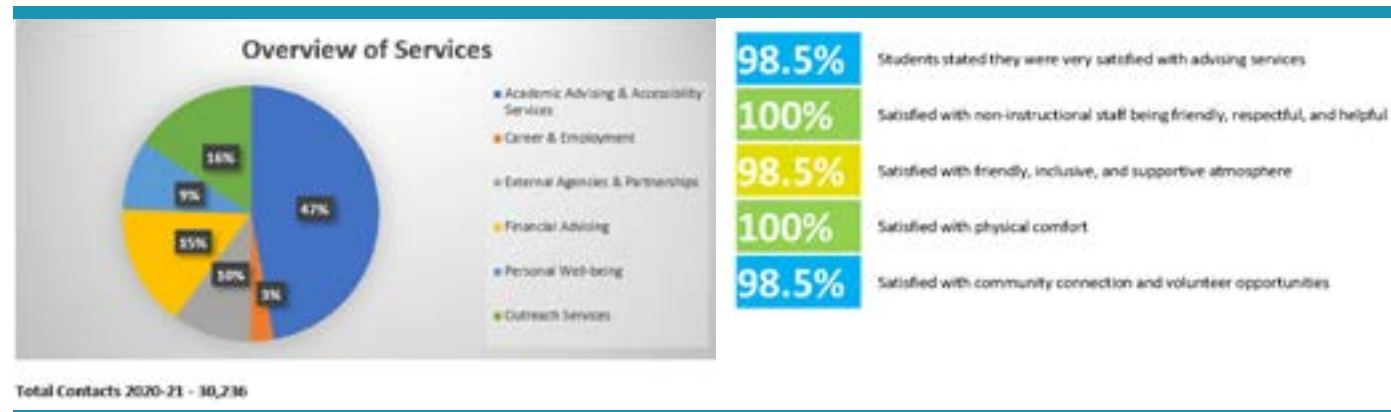 Overview of Services
16%
9%
15%
10%
3%
47%
Academic Advising & Accessibility
Services
Career & Employment
External Agencies & Partnerships
Financial Advising
Personal Well-being
Outreach Services
Total Contacts 2020-21 - 30,236
98.5% Students stated they were very satisfied with advising services
100% Satisfied with non-instructional staff being friendly, respectful, and helpful
98.5% Satisfied with friendly, inclusive, and supportive atmosphere
100% Satisfied with physical comfort
98.5% Satisfied with community connection and volunteer opportunities